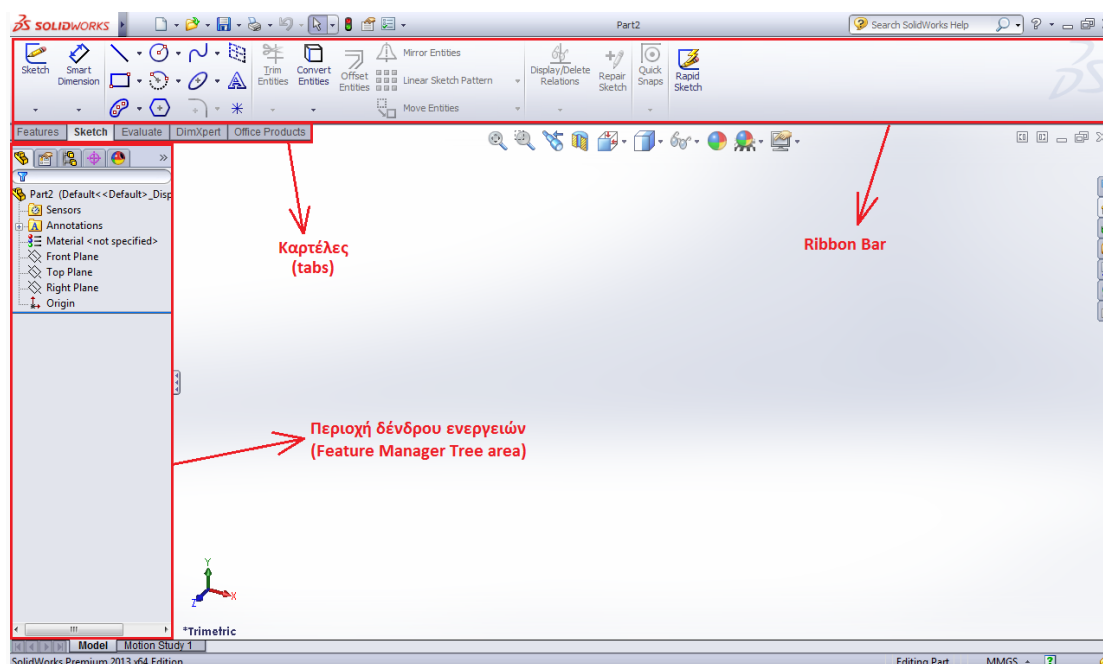 SOLIDWORKS
Part2
Search SolidWorks Help
Sketch
Smart Dimension
Trim Entities
Convert Entities
Offset Entities
Mirror Entities
Linear Sketch Pattern
Move Entities
Display/Delete Relations
Repair Sketch
Quick Snaps
Rapid Sketch
Features Sketch Evaluate DimXpert Office Products
Καρτέλες
(tabs)
Ribbon Bar
Part2 (Default<<Default>_Disp
Sensors
Annotations
Material <not specified>
Front Plane
Top Plane
Right Plane
Origin
Περιοχή δένδρου ενεργειών
(Feature Manager Tree area)
Y
X
Z
*Trimetric
Model Motion Study 1
SolidWorks Premium 2013 x64 Edition
Editing Part MMGS